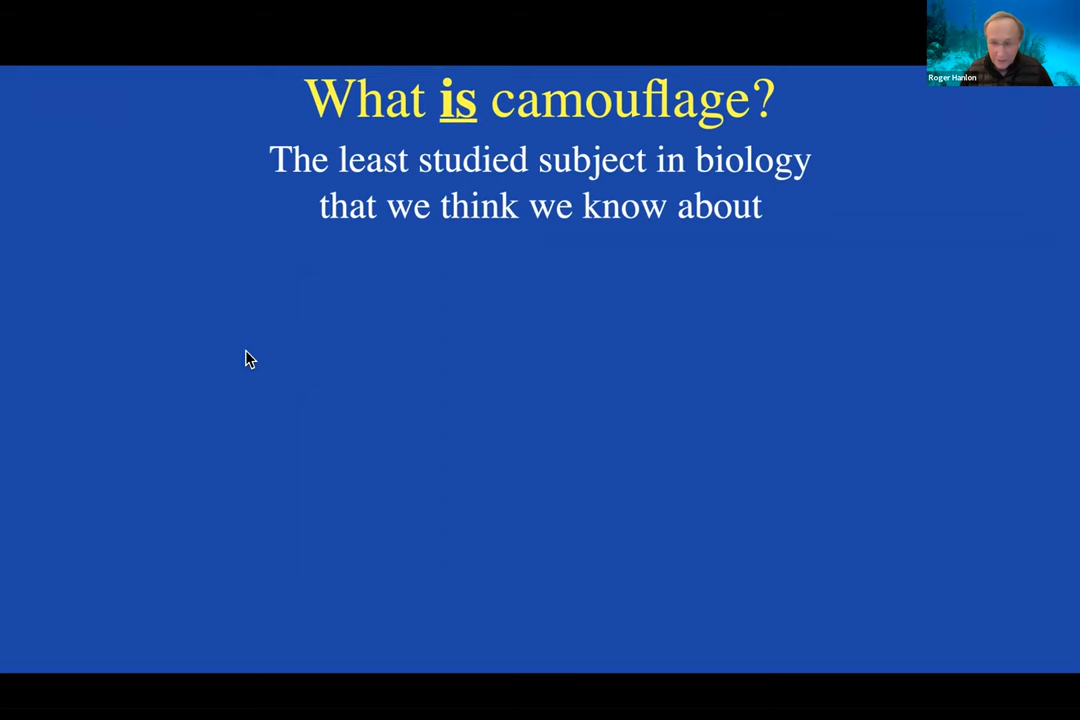 What is camouflage?
The least studied subject in biology
that we think we know about
Roger Hanlon